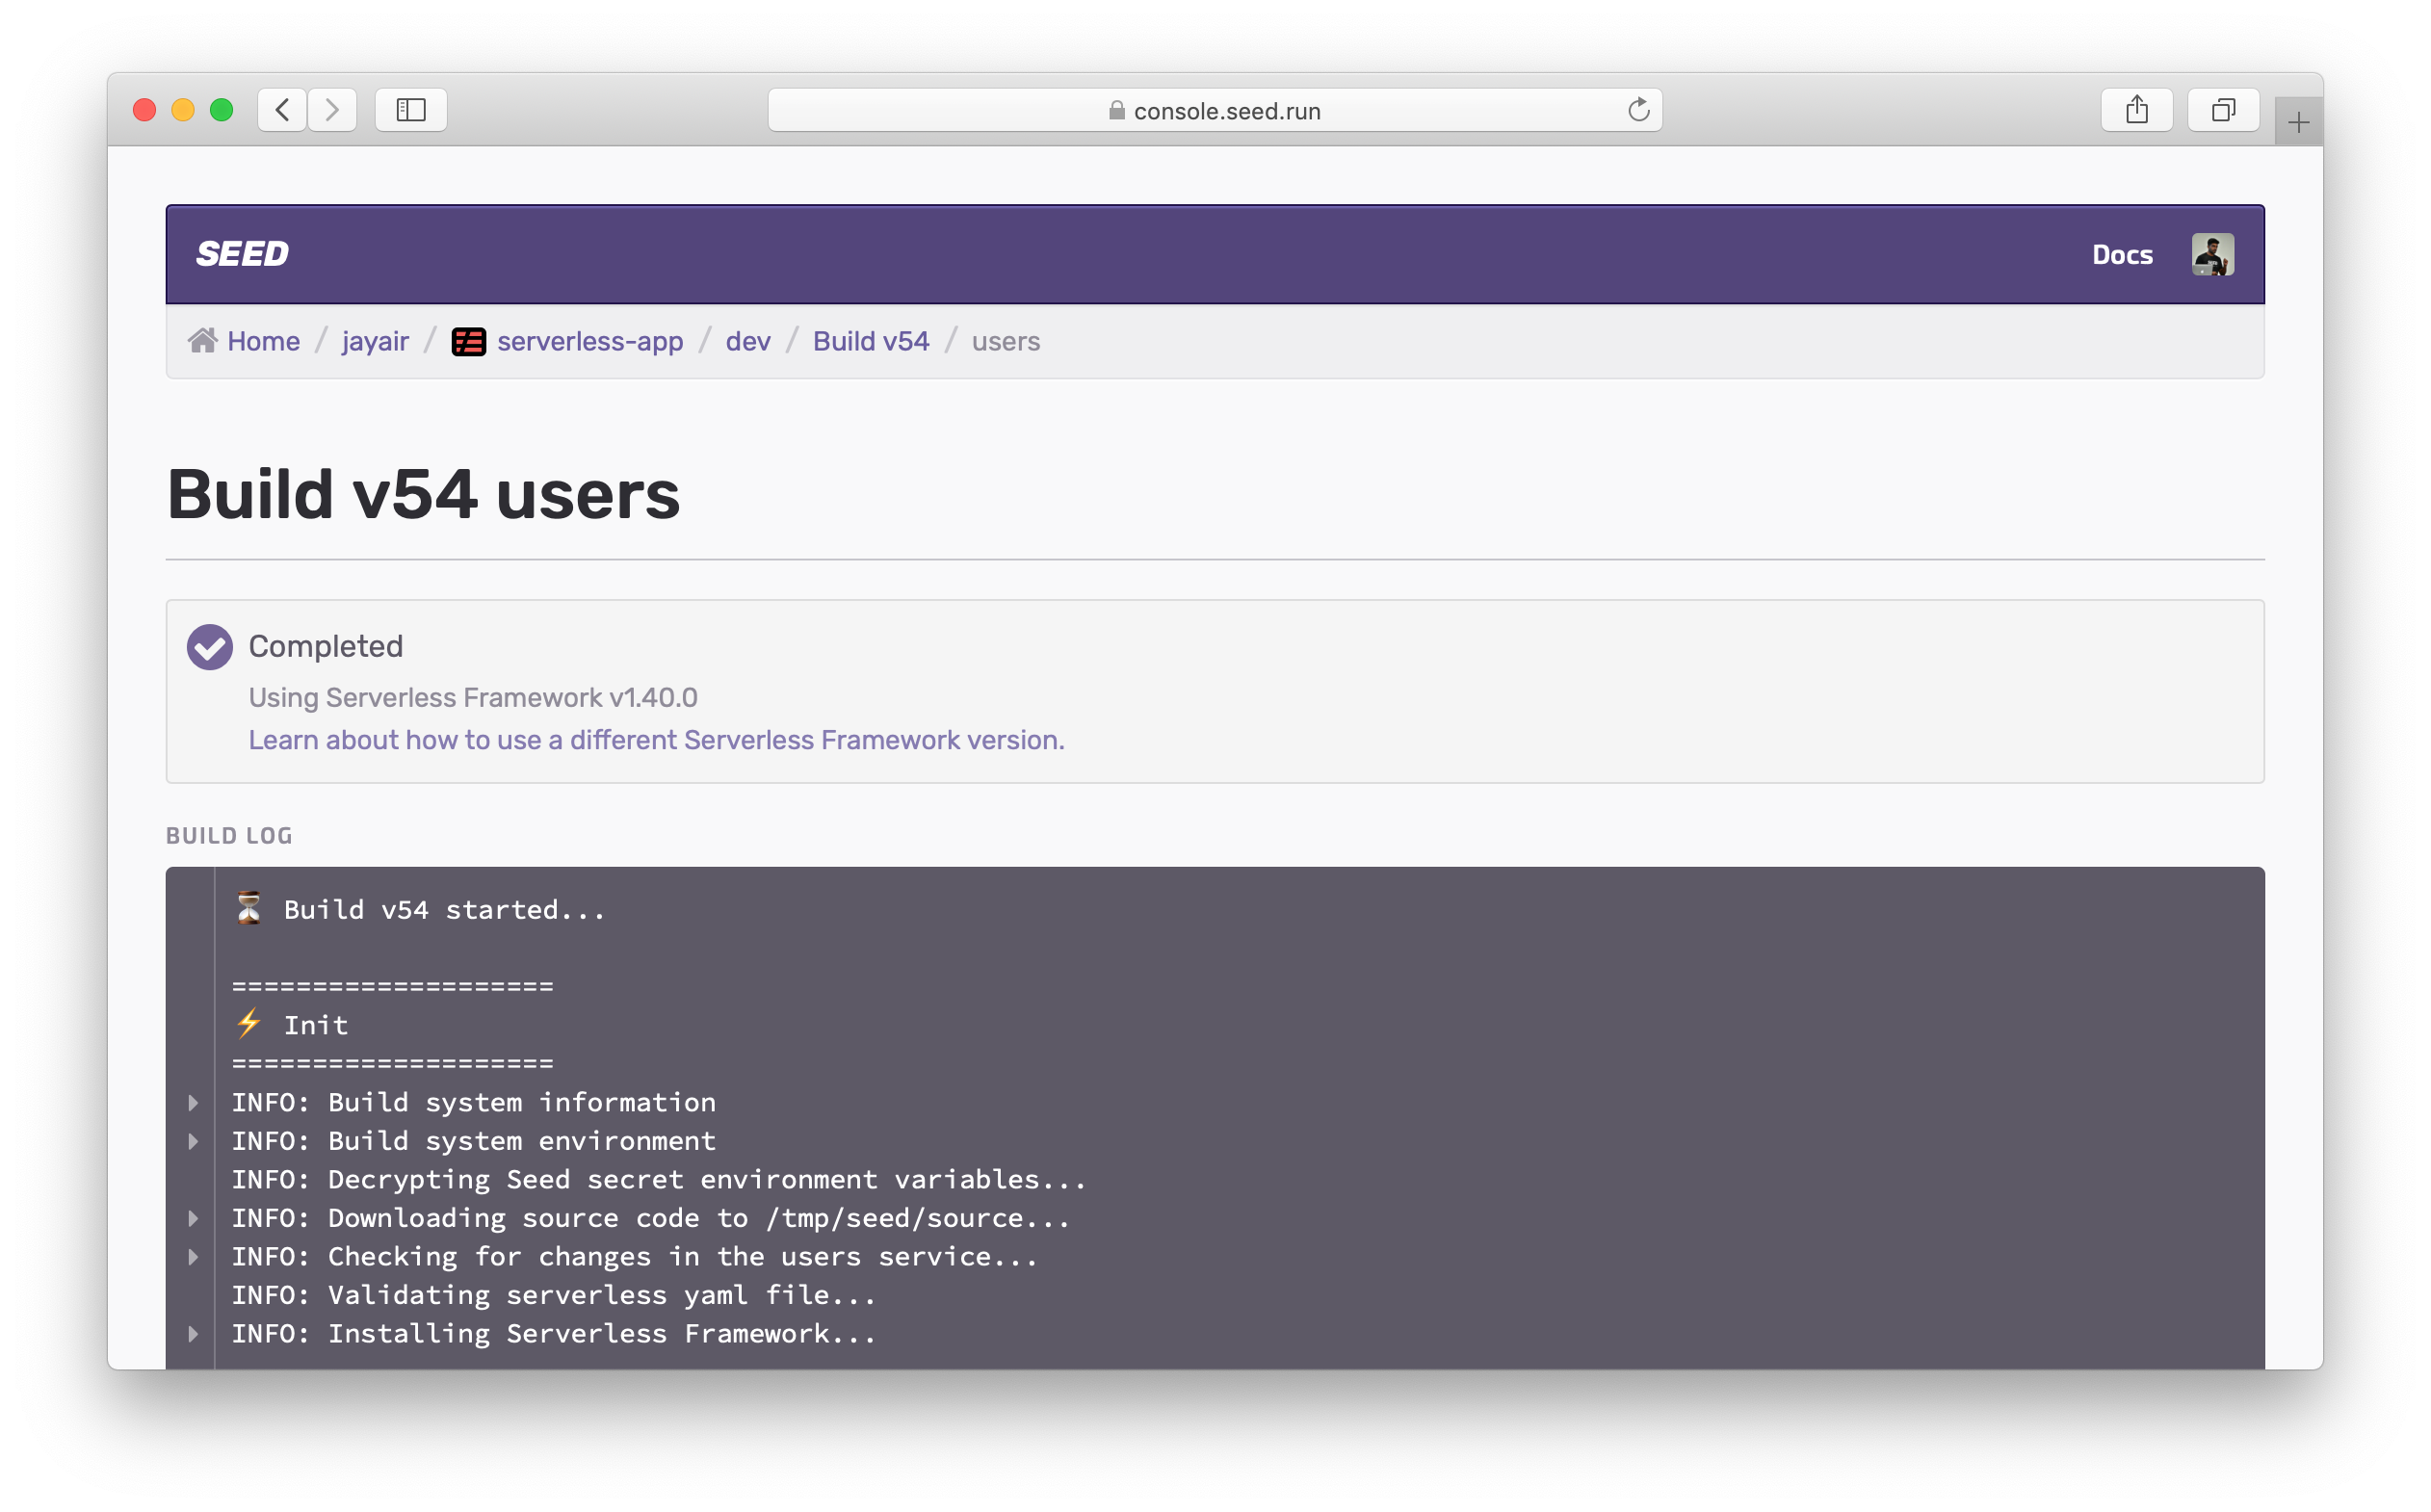 console.seed.run
SEED
Docs
Home / jayair / serverless-app / dev / Build v54 / users
Build v54 users
Completed
Using Serverless Framework v1.40.0
Learn about how to use a different Serverless Framework version.
BUILD LOG
⏳ Build v54 started...
====================
⚡ Init
====================
INFO: Build system information
INFO: Build system environment
INFO: Decrypting Seed secret environment variables...
INFO: Downloading source code to /tmp/seed/source...
INFO: Checking for changes in the users service...
INFO: Validating serverless yaml file...
INFO: Installing Serverless Framework...